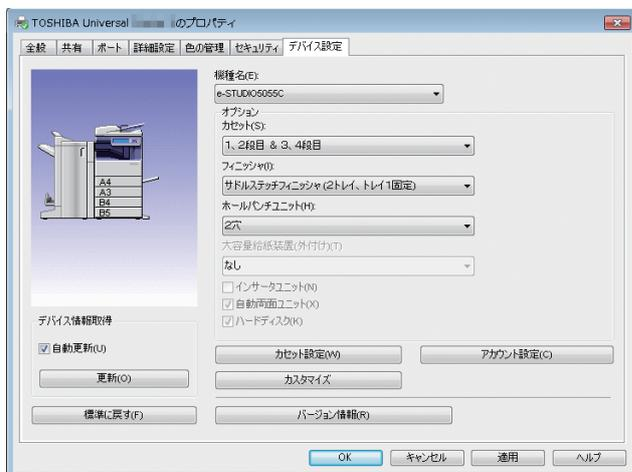 TOSHIBA Universal のプロパティ
全般 共有 ポート 詳細設定 色の管理 セキュリティ デバイス設定
機種名(E):
e-STUDIO5055C
オプション
カセット(S):
1、2段目 & 3、4段目
フィニッシャ(I):
サドルステッチフィニッシャ(2トレイ、トレイ1固定)
ホールパンチユニット(H):
2穴
大容量給紙装置(外付け)(T)
なし
インサータユニット(N)
自動両面ユニット(X)
ハードディスク(K)
A4
A3
B4
B5
デバイス情報取得
自動更新(U)
更新(O)
標準に戻す(F)
カセット設定(W) アカウント設定(C)
カスタマイズ
バージョン情報(R)
OK キャンセル 適用 ヘルプ